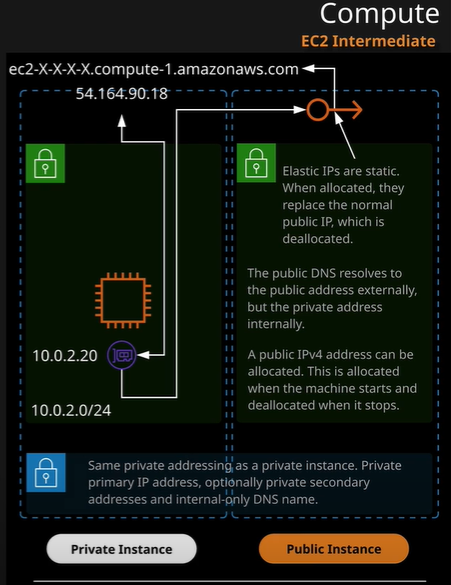 Compute
EC2 Intermediate
ec2-X-X-X-X.compute-1.amazonaws.com
54.164.90.18
Elastic IPs are static.
When allocated, they
replace the normal
public IP, which is
deallocated.
The public DNS resolves to
the public address externally,
but the private address
internally.
A public IPv4 address can be
allocated. This is allocated
when the machine starts and
deallocated when it stops.
10.0.2.20
10.0.2.0/24
Same private addressing as a private instance. Private
primary IP address, optionally private secondary
addresses and internal-only DNS name.
Private Instance
Public Instance